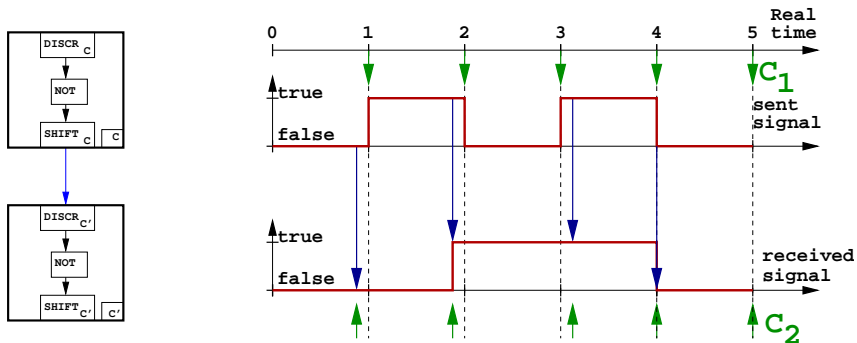 DISCR C
NOT
SHIFT C
C
DISCR C'
NOT
SHIFT C'
C'
0 1 2 3 4 5
Real
time
C1
true
false
sent
signal
true
false
received
signal
C2